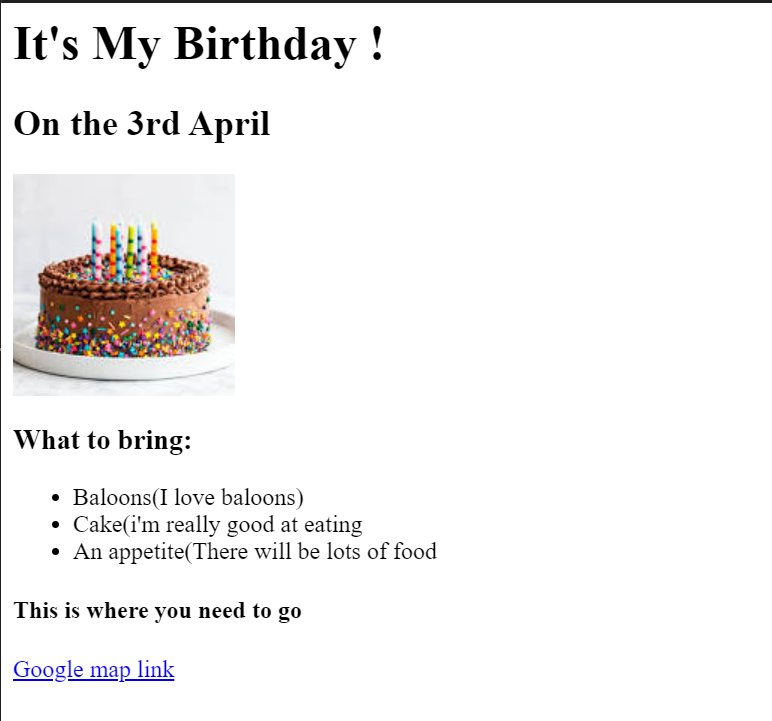 It's My Birthday !
On the 3rd April
What to bring:
Baloons(I love baloons)
Cake(i'm really good at eating
An appetite(There will be lots of food
This is where you need to go
Google map link